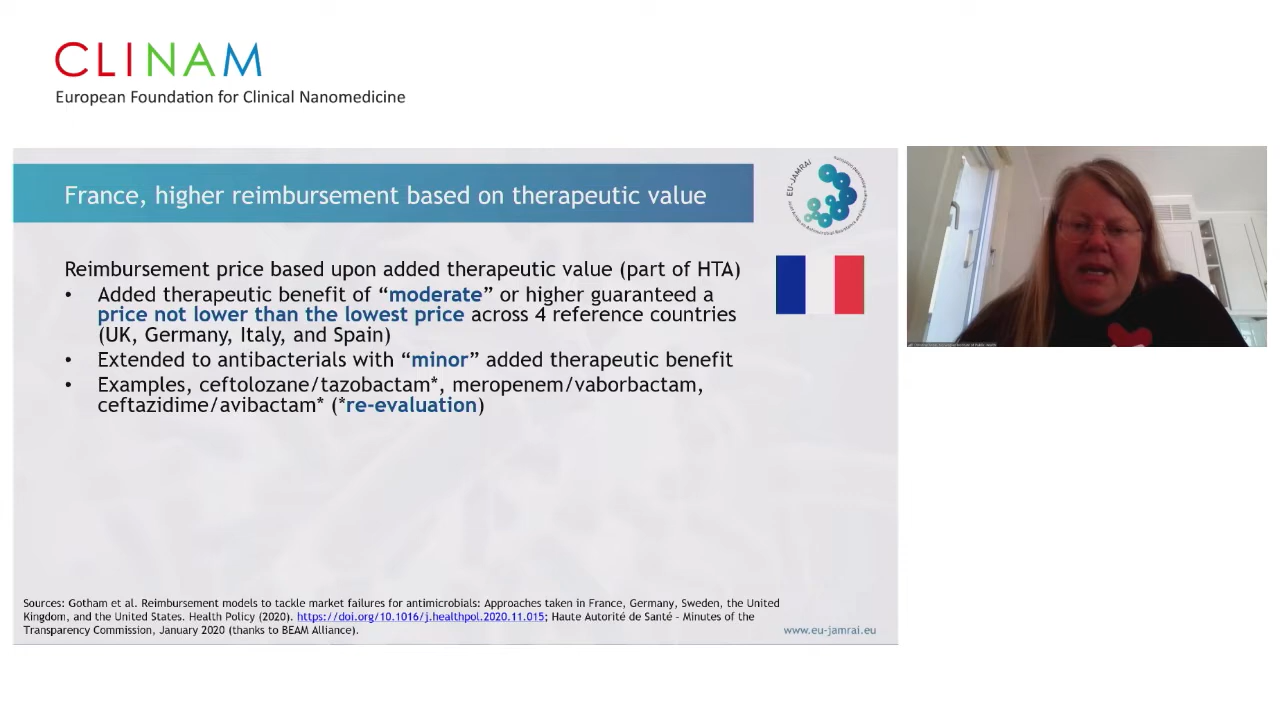 CLINAM
European Foundation for Clinical Nanomedicine
France, higher reimbursement based on therapeutic value
EU-JAMRAI
Reimbursement price based upon added therapeutic value (part of HTA)
• Added therapeutic benefit of “moderate” or higher guaranteed a
price not lower than the lowest price across 4 reference countries
(UK, Germany, Italy, and Spain)
• Extended to antibacterials with “minor” added therapeutic benefit
• Examples, ceftolozane/tazobactam*, meropenem/vaborbactam,
ceftazidime/avibactam* (*re-evaluation)
Sources: Gotham et al. Reimbursement models to tackle market failures for antimicrobials: Approaches taken in France, Germany, Sweden, the United
Kingdom, and the United States. Health Policy (2020). https://doi.org/10.1016/j.healthpol.2020.11.015; Haute Autorité de Santé - Minutes of the
Transparency Commission, January 2020 (thanks to BEAM Alliance).
www.eu-jamrai.eu